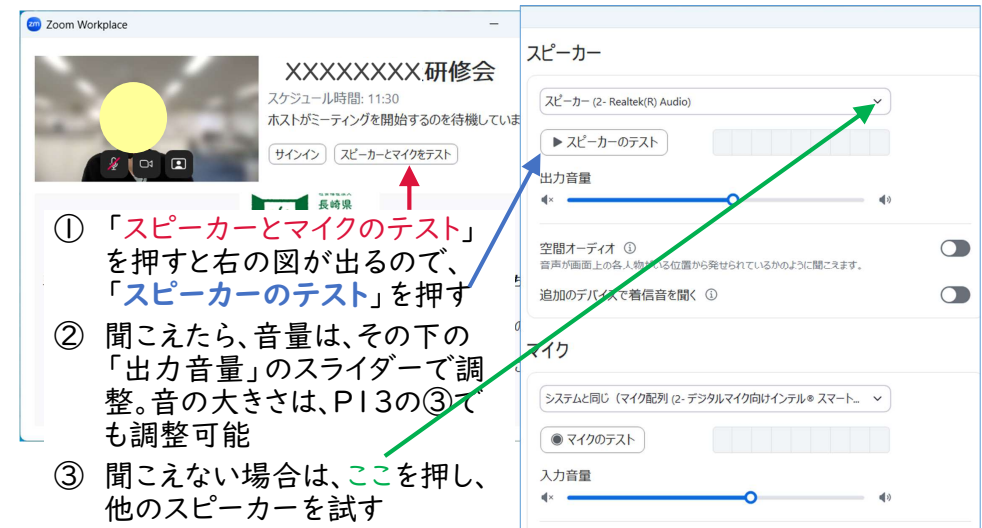 Zoom Workplace
XXXXXXXX.研修会
スケジュール時間: 11:30
ホストがミーティングを開始するのを待機していま
サインイン
スピーカーとマイクをテスト
長崎県
① 「スピーカーとマイクのテスト」
を押すと右の図が出るので、
「スピーカーのテスト」を押す
② 聞こえたら、音量は、その下の
「出力音量」のスライダーで調
整。音の大きさは、P13の③で
も調整可能
③ 聞こえない場合は、ここを押し、
他のスピーカーを試す
スピーカー
スピーカー (2- Realtek(R) Audio)
スピーカーのテスト
出力音量
空間オーディオ
音声が画面上の各人物がいる位置から発せられているかのように聞こえます。
追加のデバイスで着信音を聞く
マイク
システムと同じ (マイク配列 (2- デジタルマイク向けインテル® スマート...
マイクのテスト
入力音量